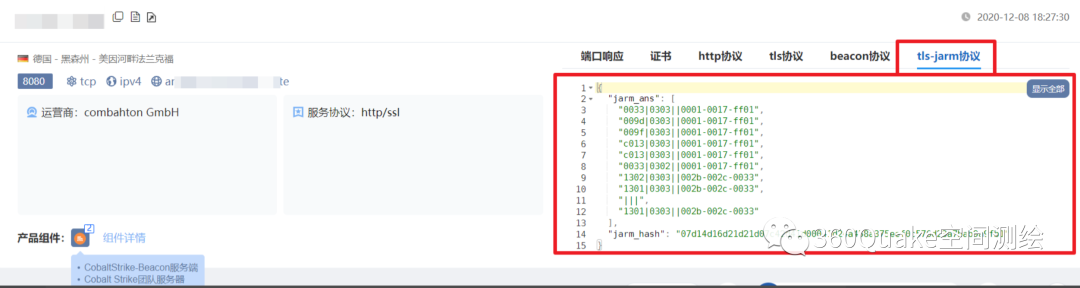 2020-12-08 18:27:30
德国 - 黑森州 - 美因河畔法兰克福
8080 tcp ipv4 ar te
运营商: combahton GmbH
服务协议: http/ssl
产品组件: 2 组件详情
• CobaltStrike-Beacon服务端
• Cobalt Strike团队服务器
端口响应 证书 http协议 tls协议 beacon协议 tls-jarm协议
显示全部
1 {
2 "jarm_ans": [
3 "0033|0303||0001-0017-ff01",
4 "009d|0303||0001-0017-ff01",
5 "009f|0303||0001-0017-ff01",
6 "c013|0303||0001-0017-ff01",
7 "c013|0303||0001-0017-ff01",
8 "0033|0302||0001-0017-ff01",
9 "1302|0303||002b-002c-0033",
10 "1301|0303||002b-002c-0033",
11 "|||",
12 "1301|0303||002b-002c-0033"
13 ],
14 "jarm_hash": "07d14d16d21d21d0
15 }
360Quake空间测绘